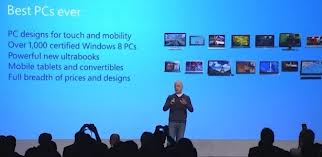 Best PCs ever
PC designs for touch and mobility
Over 1,000 certified Windows 8 PCs
Powerful new ultrabooks
Mobile tablets and convertibles
Full breadth of prices and designs